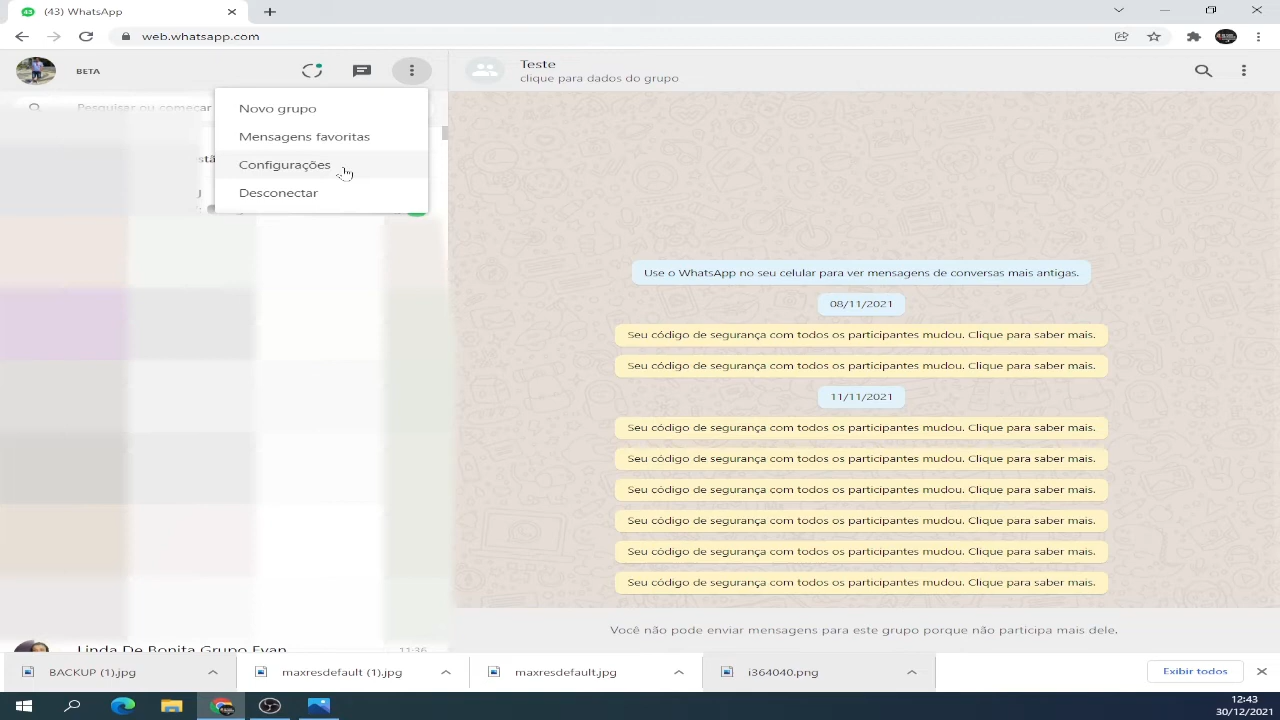 (43) WhatsApp
web.whatsapp.com
BETA
Pesquisar ou começar
Novo grupo
Mensagens favoritas
Configurações
Desconectar
Linda De Bonita Grupo Evan
11:36
Teste
clique para dados do grupo
Use o WhatsApp no seu celular para ver mensagens de conversas mais antigas.
08/11/2021
Seu código de segurança com todos os participantes mudou. Clique para saber mais.
Seu código de segurança com todos os participantes mudou. Clique para saber mais.
11/11/2021
Seu código de segurança com todos os participantes mudou. Clique para saber mais.
Seu código de segurança com todos os participantes mudou. Clique para saber mais.
Seu código de segurança com todos os participantes mudou. Clique para saber mais.
Seu código de segurança com todos os participantes mudou. Clique para saber mais.
Seu código de segurança com todos os participantes mudou. Clique para saber mais.
Seu código de segurança com todos os participantes mudou. Clique para saber mais.
Você não pode enviar mensagens para este grupo porque não participa mais dele.
BACKUP (1).jpg
maxresdefault (1).jpg
maxresdefault.jpg
i364040.png
Exibir todos
12:43
30/12/2021